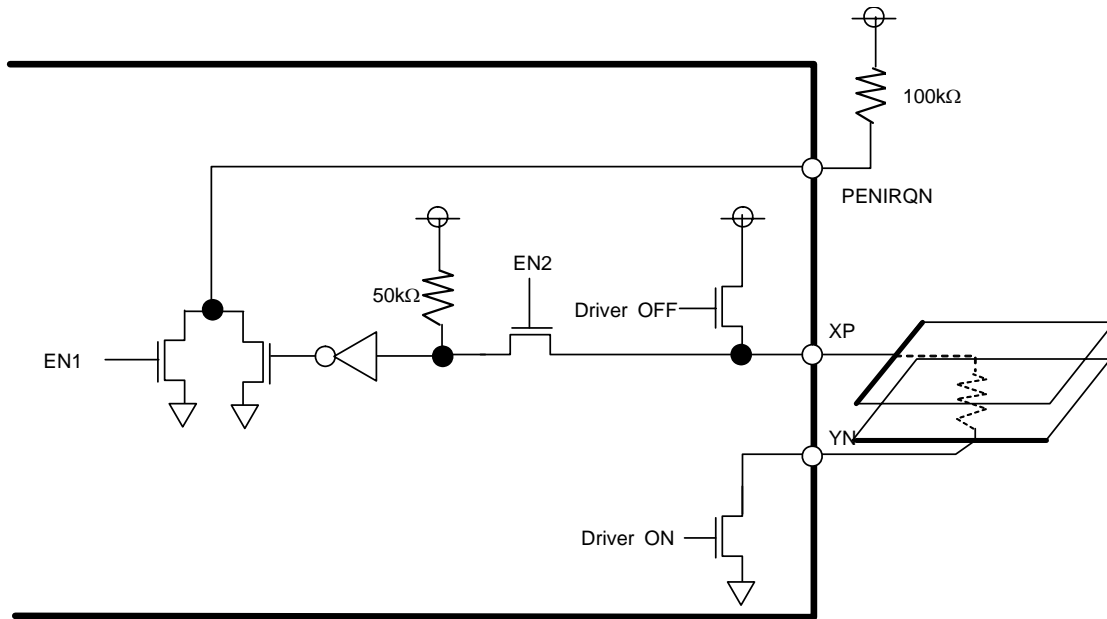 100kΩ
PENIRQN
EN2
50kΩ
Driver OFF
XP
EN1
YN
Driver ON